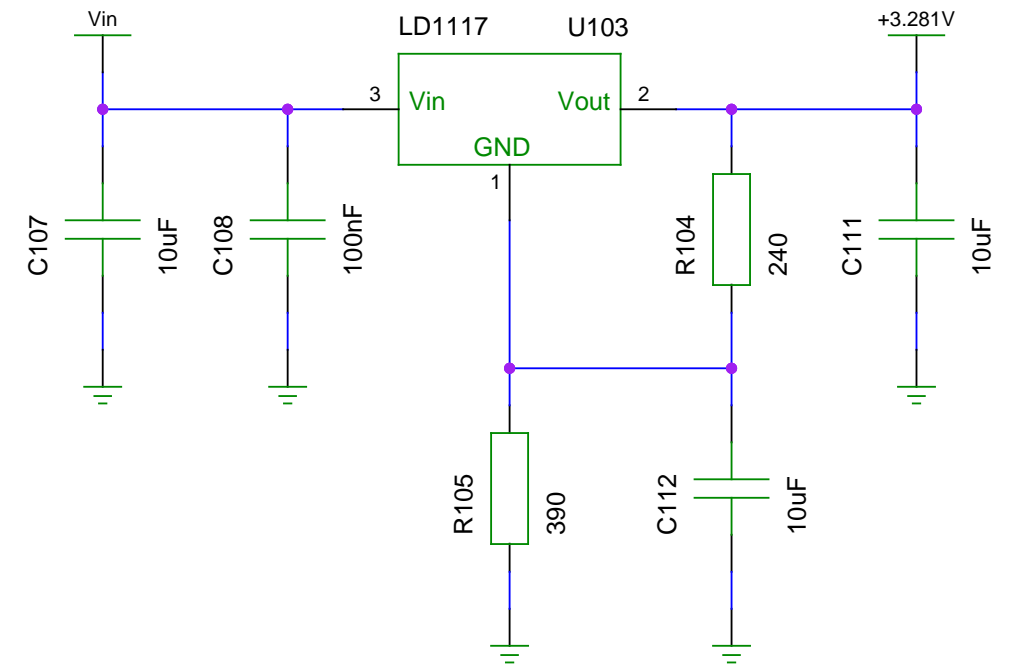 Vin
LD1117
U103
+3.281V
3
Vin
Vout
2
GND
1
C107
10uF
C108
100nF
R104
240
C111
10uF
R105
390
C112
10uF